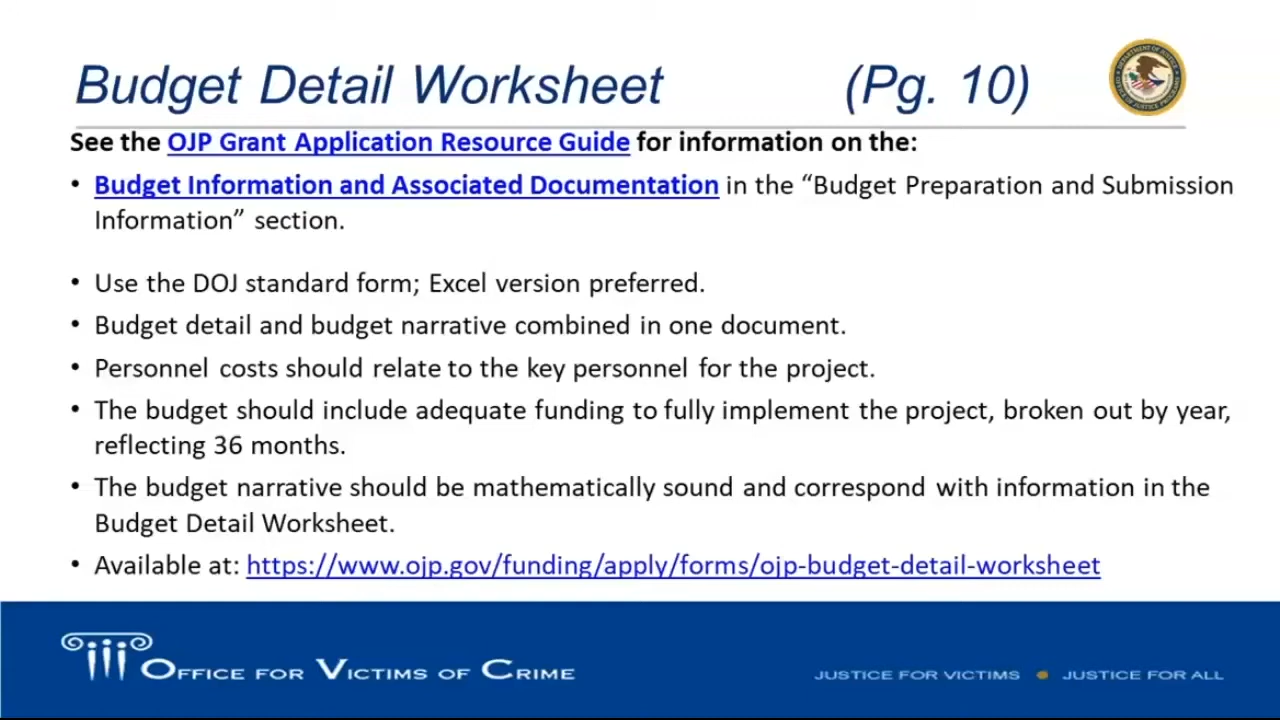 Budget Detail Worksheet (Pg. 10)
See the OJP Grant Application Resource Guide for information on the:
• Budget Information and Associated Documentation in the “Budget Preparation and Submission
Information” section.
• Use the DOJ standard form; Excel version preferred.
• Budget detail and budget narrative combined in one document.
• Personnel costs should relate to the key personnel for the project.
• The budget should include adequate funding to fully implement the project, broken out by year,
reflecting 36 months.
• The budget narrative should be mathematically sound and correspond with information in the
Budget Detail Worksheet.
• Available at: https://www.ojp.gov/funding/apply/forms/ojp-budget-detail-worksheet
OFFICE FOR VICTIMS OF CRIME
JUSTICE FOR VICTIMS • JUSTICE FOR ALL